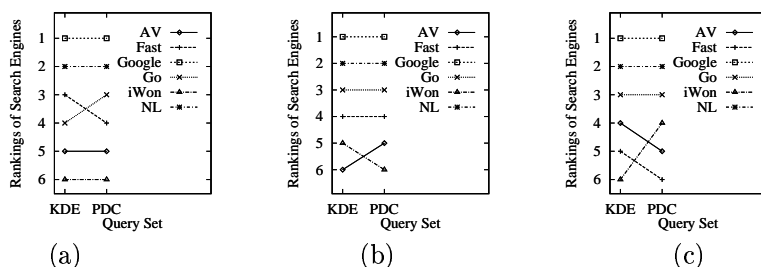 Rankings of Search Engines
1
2
3
4
5
6
AV
Fast
Google
Go
iWon
NL
KDE PDC
Query Set
(a)
Rankings of Search Engines
1
2
3
4
5
6
AV
Fast
Google
Go
iWon
NL
KDE PDC
Query Set
(b)
Rankings of Search Engines
1
2
3
4
5
6
AV
Fast
Google
Go
iWon
NL
KDE PDC
Query Set
(c)